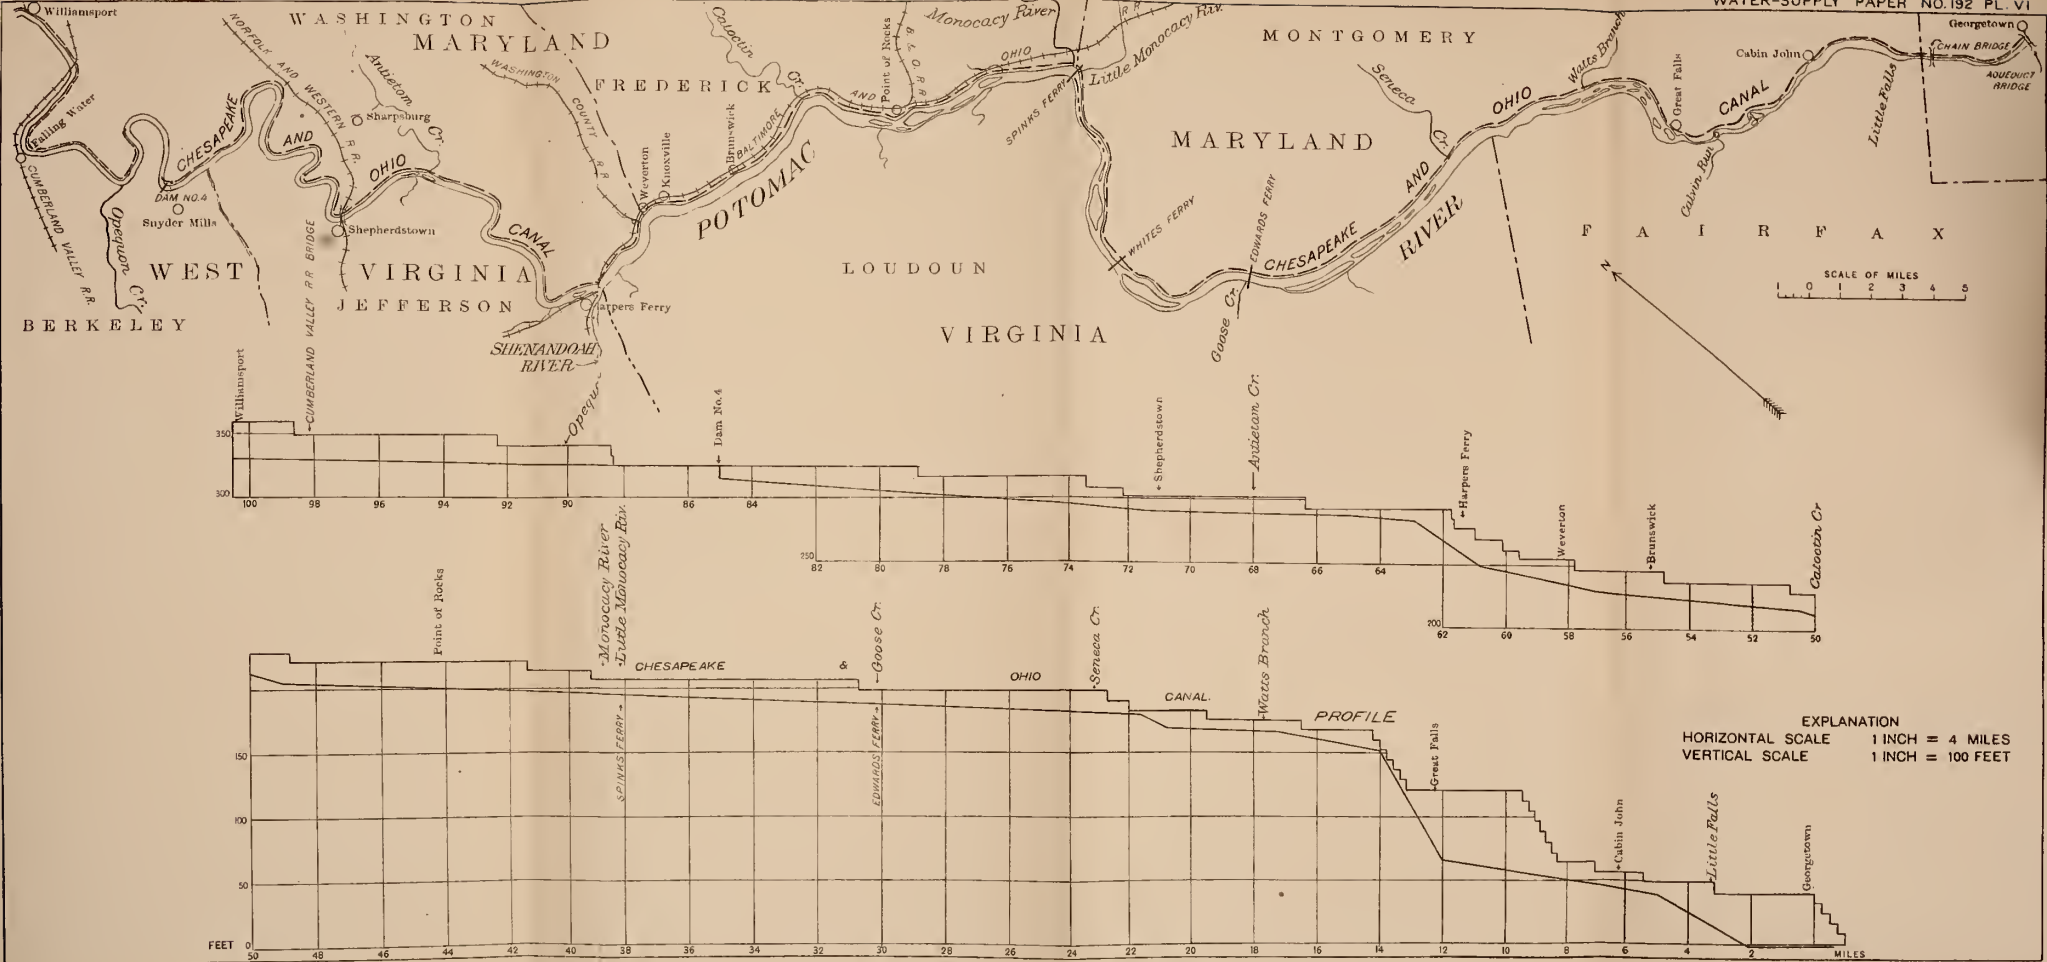 WATER-SUPPLY PAPER NO. 192 PL. VI
Williamsport
WASHINGTON
MARYLAND
NORFOLK AND WESTERN R.R.
Antietam Cr.
Sharpsburg
WASHINGTON COUNTY R.R.
FREDERICK
Catoctin Cr.
Point of Rocks
B. & O. R.R.
Monocacy River
R.R.
Little Monocacy Riv.
MONTGOMERY
Watts Branch
Cabin John
Georgetown
CHAIN BRIDGE
AQUEDUCT BRIDGE
Little Falls
Great Falls
CANAL
OHIO
Seneca Cr.
MARYLAND
SPINKS FERRY
OHIO
AND
BALTIMORE
Brunswick
Knoxville
Weverton
POTOMAC
Falling Water
CHESAPEAKE
AND
OHIO
CANAL
DAM NO. 4
Snyder Mills
Opequon Cr.
CUMBERLAND VALLEY R.R.
Shepherdstown
WEST VIRGINIA
JEFFERSON
BERKELEY
Harpers Ferry
SHENANDOAH RIVER
LOUDOUN
VIRGINIA
WHITES FERRY
EDWARDS FERRY
Goose Cr.
CHESAPEAKE
AND
RIVER
Calvin Run
FAIRFAX
N
SCALE OF MILES
1 0 1 2 3 4 5
Williamsport
CUMBERLAND VALLEY R.R BRIDGE
Opequon
Dam No.4
Shepherdstown
Antietam Cr.
Harpers Ferry
Weverton
Brunswick
Catoctin Cr
350
300
100 98 96 94 92 90 86 84
250
82 80 78 76 74 72 70 68 66 64
200
62 60 58 56 54 52 50
Point of Rocks
Monocacy River
Little Monocacy Riv.
SPINKS FERRY
Goose Cr.
EDWARDS FERRY
Seneca Cr.
Watts Branch
Great Falls
Cabin John
Little Falls
Georgetown
CHESAPEAKE & OHIO CANAL. PROFILE
EXPLANATION
HORIZONTAL SCALE 1 INCH = 4 MILES
VERTICAL SCALE 1 INCH = 100 FEET
150
100
50
FEET 0
50 48 46 44 42 40 38 36 34 32 30 28 26 24 22 20 18 16 14 12 10 8 6 4 2 MILES